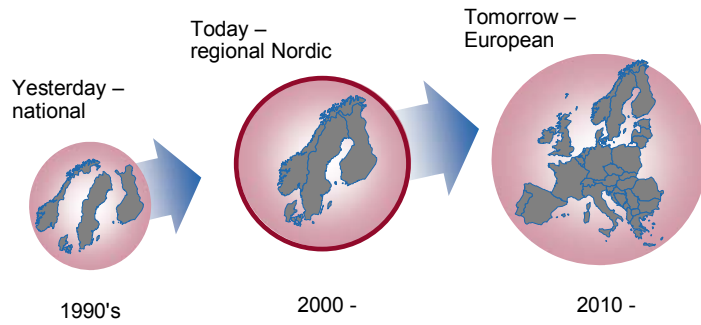 Yesterday –
national
Today –
regional Nordic
Tomorrow –
European
1990's
2000 -
2010 -